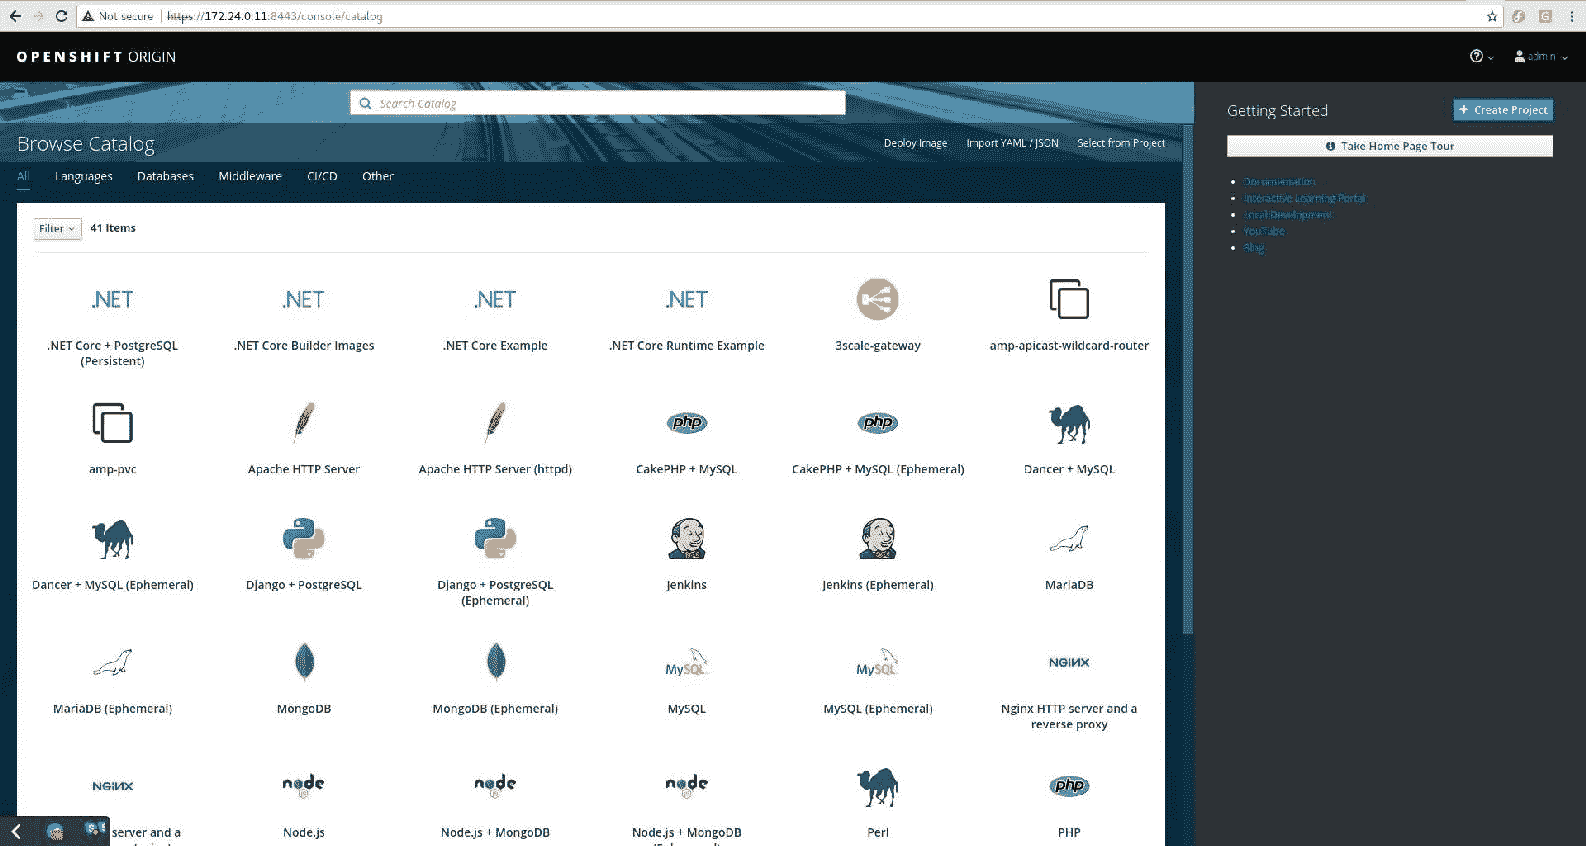 Not secure https://172.24.0.11:8443/console/catalog
OPENSHIFT ORIGIN
admin
Search Catalog
Getting Started
+ Create Project
Browse Catalog
Deploy Image Import YAML / JSON Select from Project
Take Home Page Tour
All Languages Databases Middleware CI/CD Other
Documentation
Interactive Learning Portal
Local Development
YouTube
Blog
Filter 41 Items
.NET .NET .NET .NET
.NET Core + PostgreSQL
(Persistent)
.NET Core Builder Images
.NET Core Example
.NET Core Runtime Example
3scale-gateway
amp-apicast-wildcard-router
php php
amp-pvc
Apache HTTP Server
Apache HTTP Server (httpd)
CakePHP + MySQL
CakePHP + MySQL (Ephemeral)
Dancer + MySQL
Dancer + MySQL (Ephemeral)
Django + PostgreSQL
Django + PostgreSQL
(Ephemeral)
Jenkins
Jenkins (Ephemeral)
MariaDB
MySQL MySQL NGINX
MariaDB (Ephemeral)
MongoDB
MongoDB (Ephemeral)
MySQL
MySQL (Ephemeral)
Nginx HTTP server and a
reverse proxy
NGINX node node node php
server and a
Node.js
Node.js + MongoDB
Node.js + MongoDB
Perl
PHP